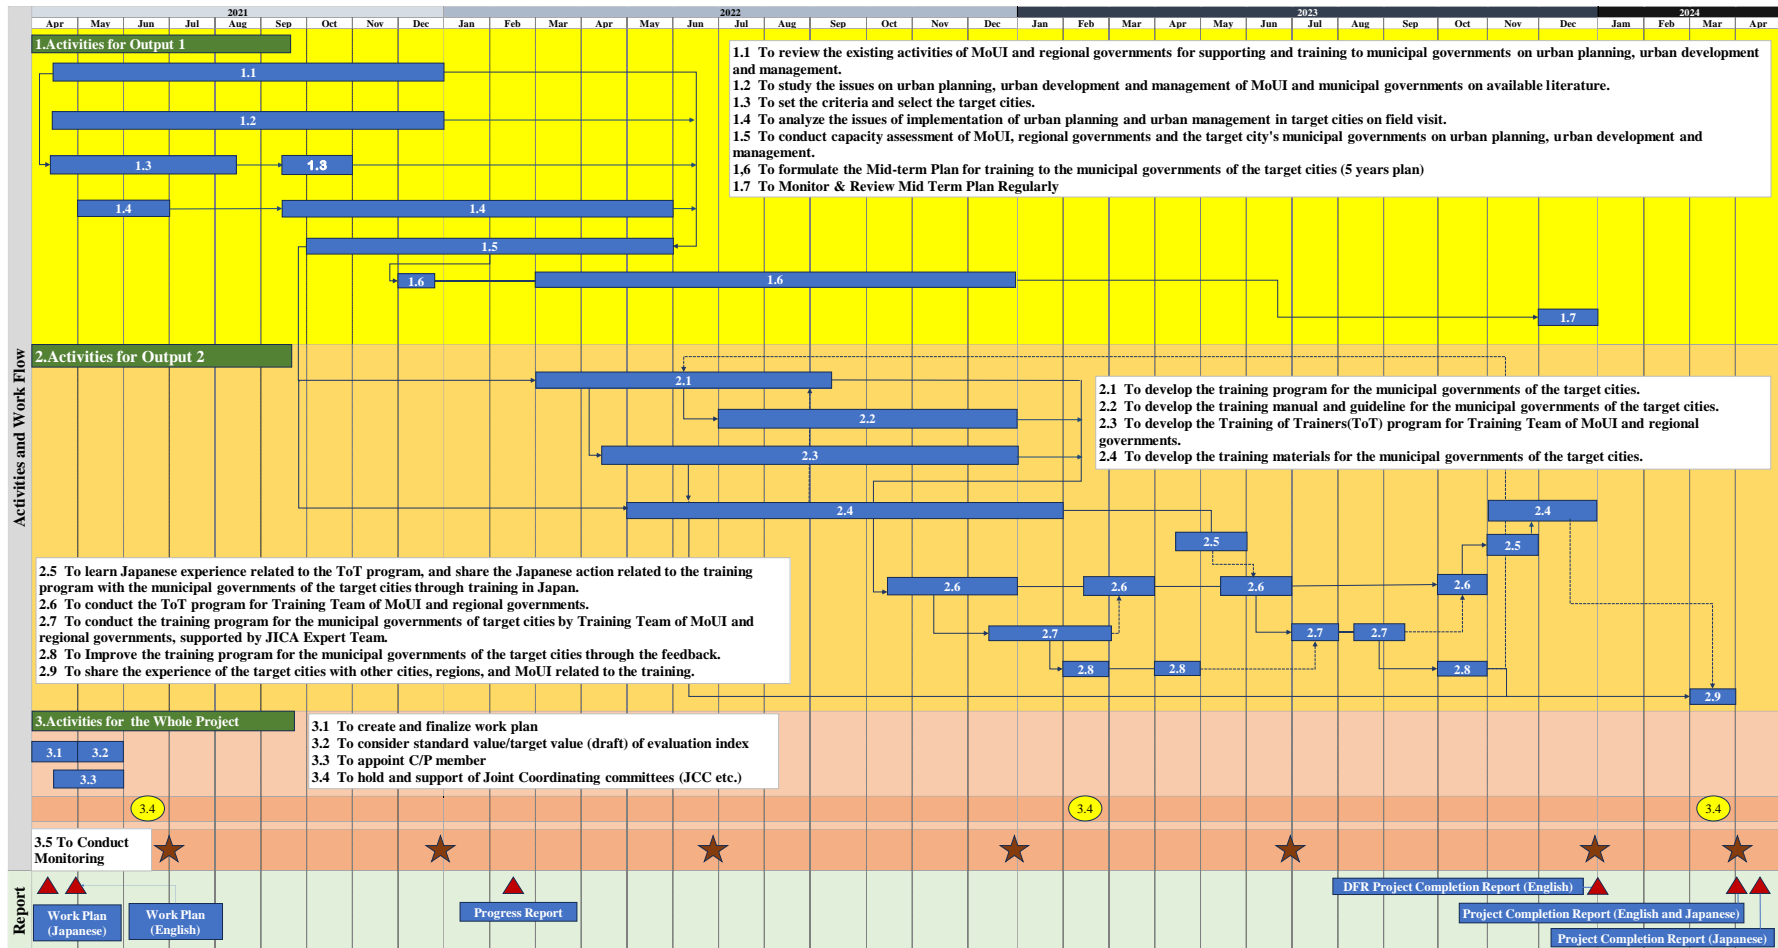 2021 2022 2023 2024
Apr May Jun Jul Aug Sep Oct Nov Dec Jan Feb Mar Apr May Jun Jul Aug Sep Oct Nov Dec Jan Feb Mar Apr May Jun Jul Aug Sep Oct Nov Dec Jam Feb Mar Apr
Activities and Work Flow
1.Activities for Output 1
1.1 To review the existing activities of MoUI and regional governments for supporting and training to municipal governments on urban planning, urban development
and management.
1.2 To study the issues on urban planning, urban development and management of MoUI and municipal governments on available literature.
1.3 To set the criteria and select the target cities.
1.4 To analyze the issues of implementation of urban planning and urban management in target cities on field visit.
1.5 To conduct capacity assessment of MoUI, regional governments and the target city's municipal governments on urban planning, urban development and
management.
1,6 To formulate the Mid-term Plan for training to the municipal governments of the target cities (5 years plan)
1.7 To Monitor & Review Mid Term Plan Regularly
1.1
1.2
1.3 1.3
1.4 1.4
1.5
1.6 1.6
1.7
2.Activities for Output 2
2.1
2.2
2.3
2.4
2.1 To develop the training program for the municipal governments of the target cities.
2.2 To develop the training manual and guideline for the municipal governments of the target cities.
2.3 To develop the Training of Trainers(ToT) program for Training Team of MoUI and regional
governments.
2.4 To develop the training materials for the municipal governments of the target cities.
2.4
2.5 2.5
2.6 2.6 2.6 2.6
2.7 2.7 2.7
2.8 2.8 2.8
2.9
2.5 To learn Japanese experience related to the ToT program, and share the Japanese action related to the training
program with the municipal governments of the target cities through training in Japan.
2.6 To conduct the ToT program for Training Team of MoUI and regional governments.
2.7 To conduct the training program for the municipal governments of target cities by Training Team of MoUI and
regional governments, supported by JICA Expert Team.
2.8 To Improve the training program for the municipal governments of the target cities through the feedback.
2.9 To share the experience of the target cities with other cities, regions, and MoUI related to the training.
3.Activities for the Whole Project
3.1 3.2
3.3
3.1 To create and finalize work plan
3.2 To consider standard value/target value (draft) of evaluation index
3.3 To appoint C/P member
3.4 To hold and support of Joint Coordinating committees (JCC etc.)
3.4 3.4 3.4
3.5 To Conduct
Monitoring
Report
Work Plan
(Japanese)
Work Plan
(English)
Progress Report
DFR Project Completion Report (English)
Project Completion Report (English and Japanese)
Project Completion Report (Japanese)